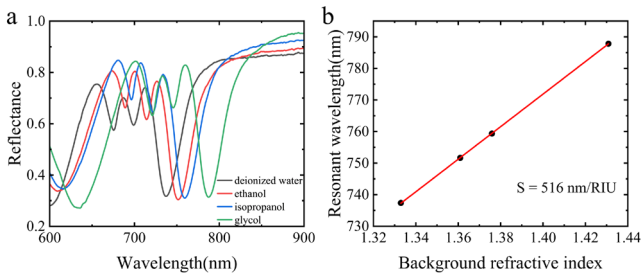 a
Reflectance
1.0
0.8
0.6
0.4
0.2
deionized water
ethanol
isopropanol
glycol
600 700 800 900
Wavelength(nm)
b
Resonant wavelength(nm)
790
780
770
760
750
740
730
S = 516 nm/RIU
1.32 1.34 1.36 1.38 1.40 1.42 1.44
Background refractive index